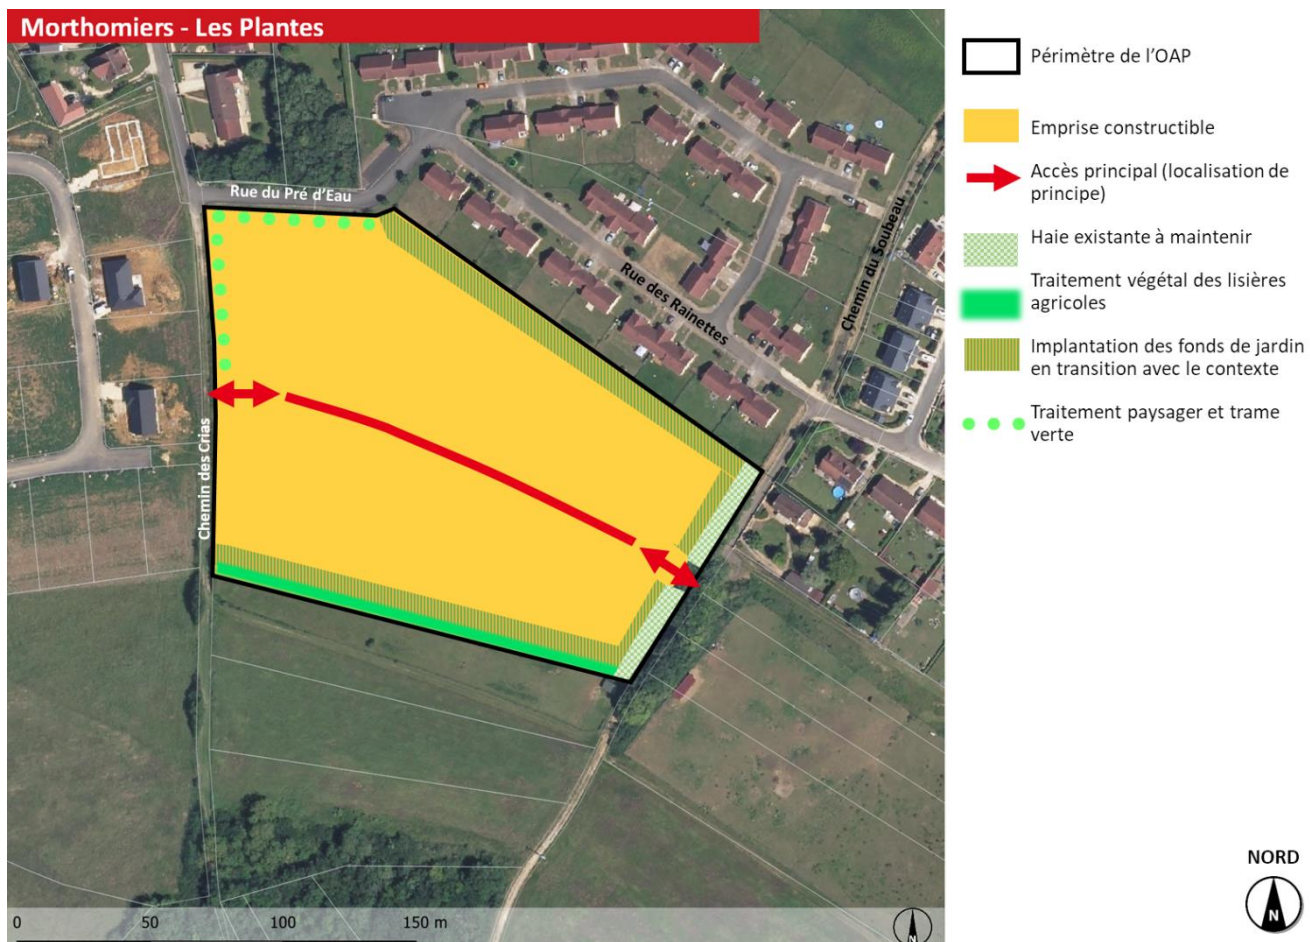 Morthomiers - Les Plantes
Périmètre de l'OAP
Emprise constructible
Accès principal (localisation de
principe)
Haie existante à maintenir
Traitement végétal des lisières
agricoles
Implantation des fonds de jardin
en transition avec le contexte
Traitement paysager et trame
verte
Rue du Pré d'Eau
Rue des Rainettes
Chemin du Soubeau
Chemin des Crias
0 50 100 150 m
N
NORD
N